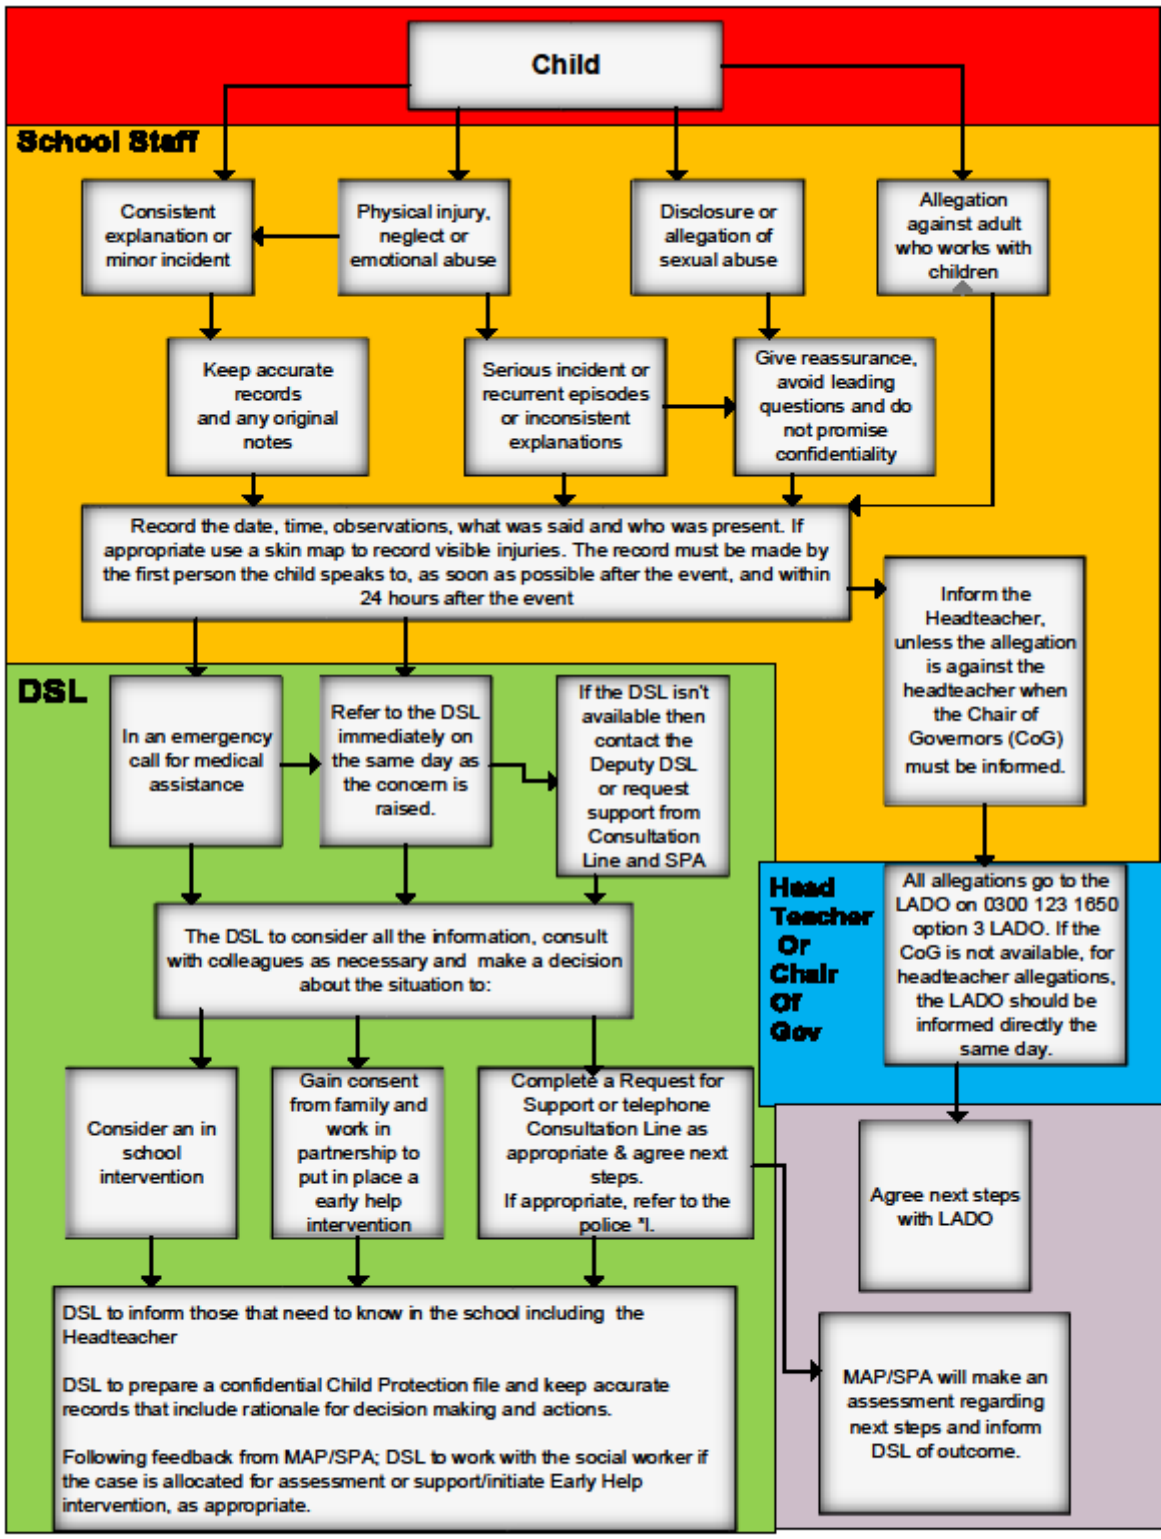 Child
School Staff
Consistent
explanation or
minor incident
Physical injury,
neglect or
emotional abuse
Disclosure or
allegation of
sexual abuse
Allegation
against adult
who works with
children
Keep accurate
records
and any original
notes
Serious incident or
recurrent episodes
or inconsistent
explanations
Give reassurance,
avoid leading
questions and do
not promise
confidentiality
Record the date, time, observations, what was said and who was present. If
appropriate use a skin map to record visible injuries. The record must be made by
the first person the child speaks to, as soon as possible after the event, and within
24 hours after the event
Inform the
Headteacher,
unless the allegation
is against the
headteacher when
the Chair of
Governors (CoG)
must be informed.
DSL
In an emergency
call for medical
assistance
Refer to the DSL
immediately on
the same day as
the concern is
raised.
If the DSL isn't
available then
contact the
Deputy DSL
or request
support from
Consultation
Line and SPA
Head
Teacher
Or
Chair
Of
Gov
All allegations go to the
LADO on 0300 123 1650
option 3 LADO. If the
CoG is not available, for
headteacher allegations,
the LADO should be
informed directly the
same day.
The DSL to consider all the information, consult
with colleagues as necessary and make a decision
about the situation to:
Consider an in
school
intervention
Gain consent
from family and
work in
partnership to
put in place a
early help
intervention
Complete a Request for
Support or telephone
Consultation Line as
appropriate & agree next
steps.
If appropriate, refer to the
police *I.
Agree next steps
with LADO
DSL to inform those that need to know in the school including the
Headteacher
DSL to prepare a confidential Child Protection file and keep accurate
records that include rationale for decision making and actions.
Following feedback from MAP/SPA; DSL to work with the social worker if
the case is allocated for assessment or support/initiate Early Help
intervention, as appropriate.
MAP/SPA will make an
assessment regarding
next steps and inform
DSL of outcome.